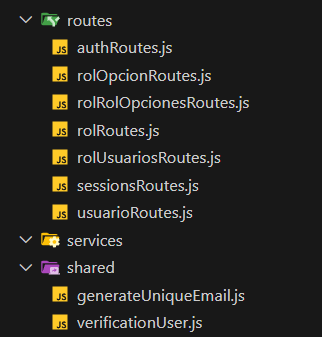 routes
JS authRoutes.js
JS rolOpcionRoutes.js
JS rolRolOpcionesRoutes.js
JS rolRoutes.js
JS rolUsuariosRoutes.js
JS sessionsRoutes.js
JS usuarioRoutes.js
services
shared
JS generateUniqueEmail.js
JS verificationUser.js